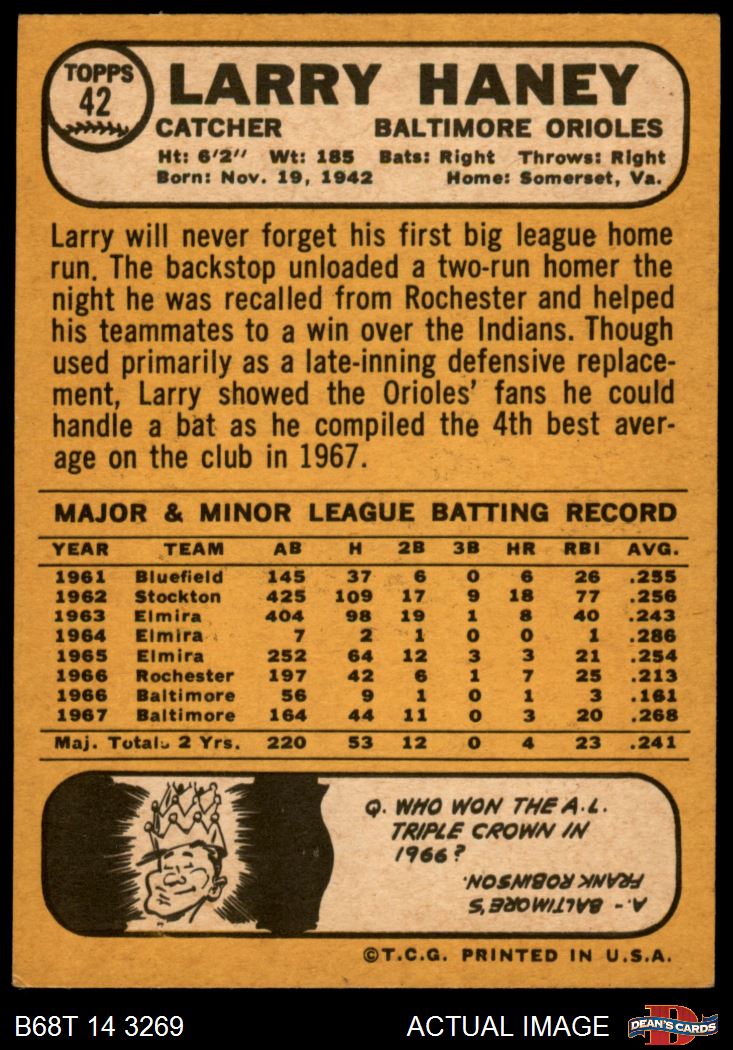 TOPPS
42
LARRY HANEY
CATCHER BALTIMORE ORIOLES
Ht: 6'2" Wt: 185 Bats: Right Throws: Right
Born: Nov. 19, 1942 Home: Somerset, Va.
Larry will never forget his first big league home
run. The backstop unloaded a two-run homer the
night he was recalled from Rochester and helped
his teammates to a win over the Indians. Though
used primarily as a late-inning defensive replace-
ment, Larry showed the Orioles' fans he could
handle a bat as he compiled the 4th best aver-
age on the club in 1967.
MAJOR & MINOR LEAGUE BATTING RECORD
YEAR TEAM AB H 2B 3B HR RBI AVG.
1961 Bluefield 145 37 6 0 6 26 .255
1962 Stockton 425 109 17 9 18 77 .256
1963 Elmira 404 98 19 1 8 40 .243
1964 Elmira 7 2 1 0 0 1 .286
1965 Elmira 252 64 12 3 3 21 .254
1966 Rochester 197 42 6 1 7 25 .213
1966 Baltimore 56 9 1 0 1 3 .161
1967 Baltimore 164 44 11 0 3 20 .268
Maj. Totals 2 Yrs. 220 53 12 0 4 23 .241
Q. WHO WON THE A.L.
TRIPLE CROWN IN
1966?
A.- BALTIMORE'S
FRANK ROBINSON.
©T.C.G. PRINTED IN U.S.A.
B68T 14 3269 ACTUAL IMAGE DEAN'S CARDS